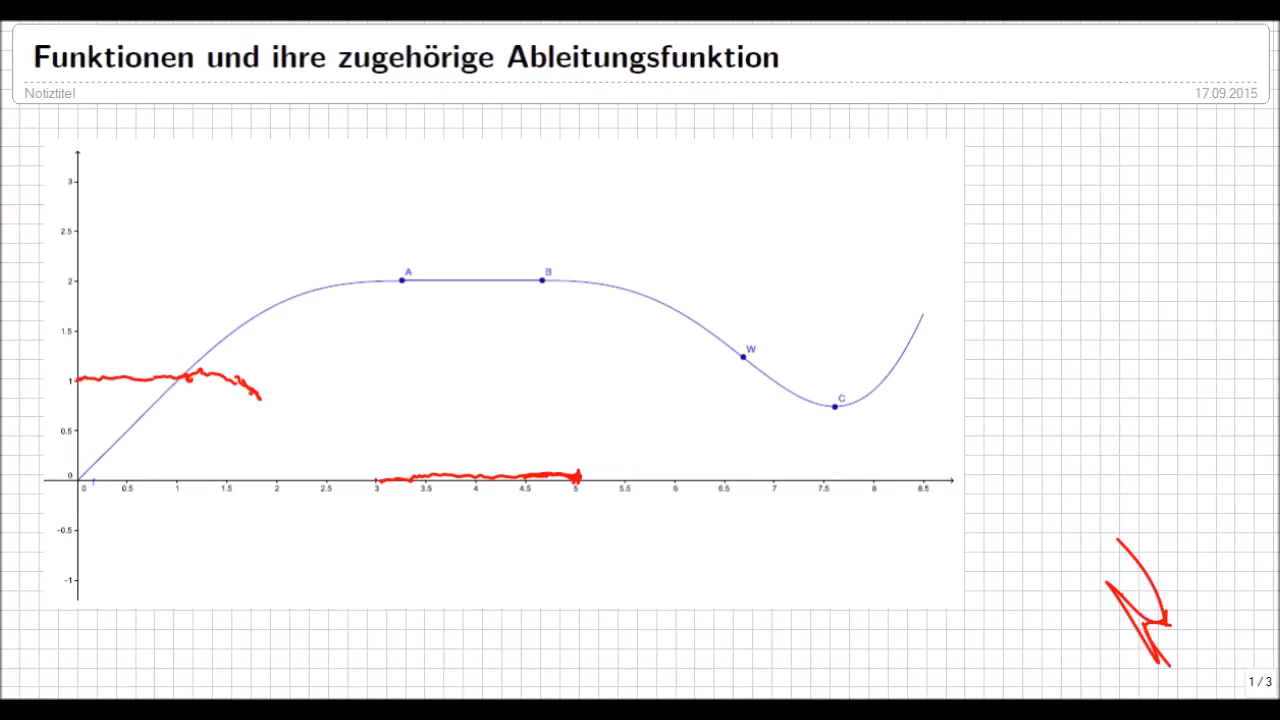 Funktionen und ihre zugehörige Ableitungsfunktion
Notiztitel 17.09.2015
3
2.5
2
1.5
1
0.5
0
-0.5
-1
A
B
W
C
f
0 0.5 1 1.5 2 2.5 3 3.5 4 4.5 5 5.5 6 6.5 7 7.5 8 8.5
1 / 3